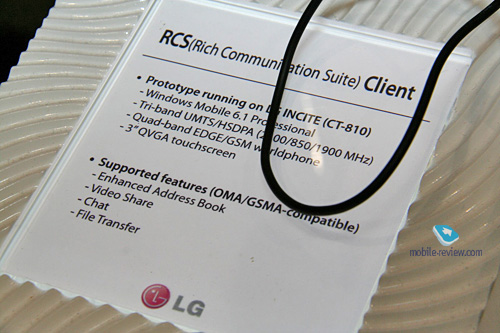 RCS(Rich Communication Suite) Client
• Prototype running on LG INCITE (CT-810)
- Windows Mobile 6.1 Professional
- Tri-band UMTS/HSDPA (2100/850/1900 MHz)
- Quad-band EDGE/GSM worldphone
- 3" QVGA touchscreen
• Supported features (OMA/GSMA-compatible)
- Enhanced Address Book
- Video Share
- Chat
- File Transfer
LG
mobile-review.com